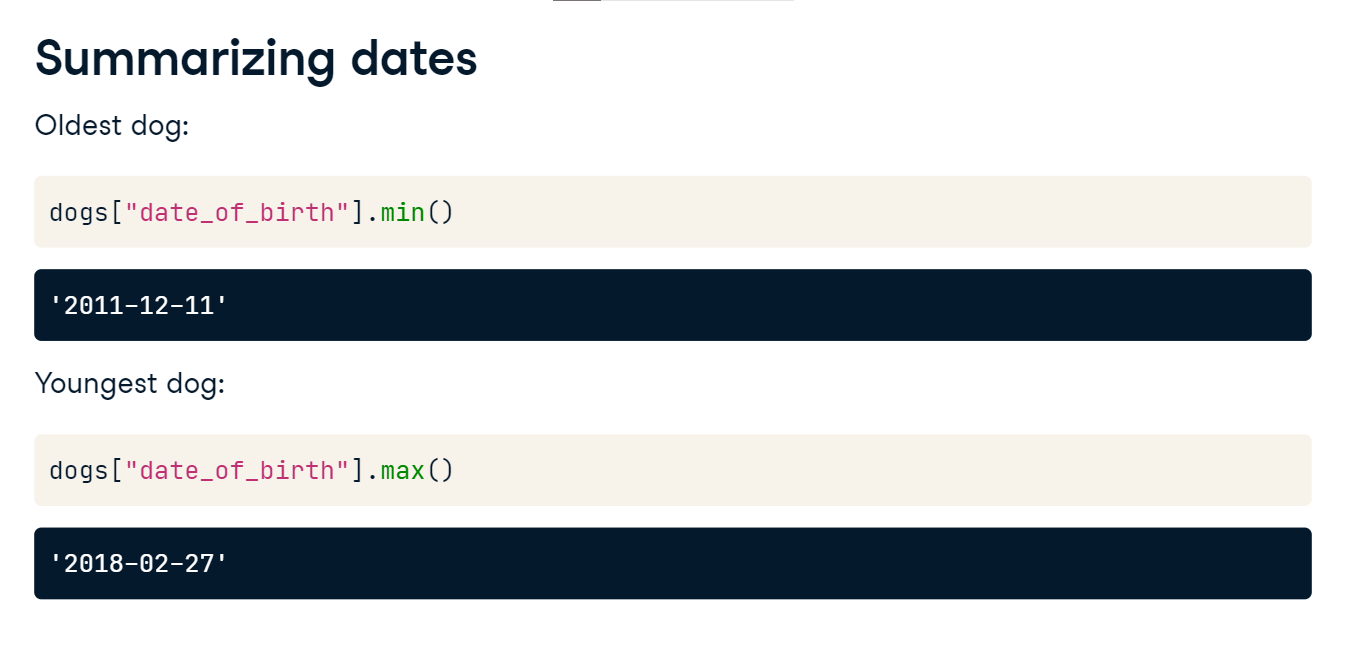 Summarizing dates
Oldest dog:
dogs["date_of_birth"].min()
'2011-12-11'
Youngest dog:
dogs["date_of_birth"].max()
'2018-02-27'